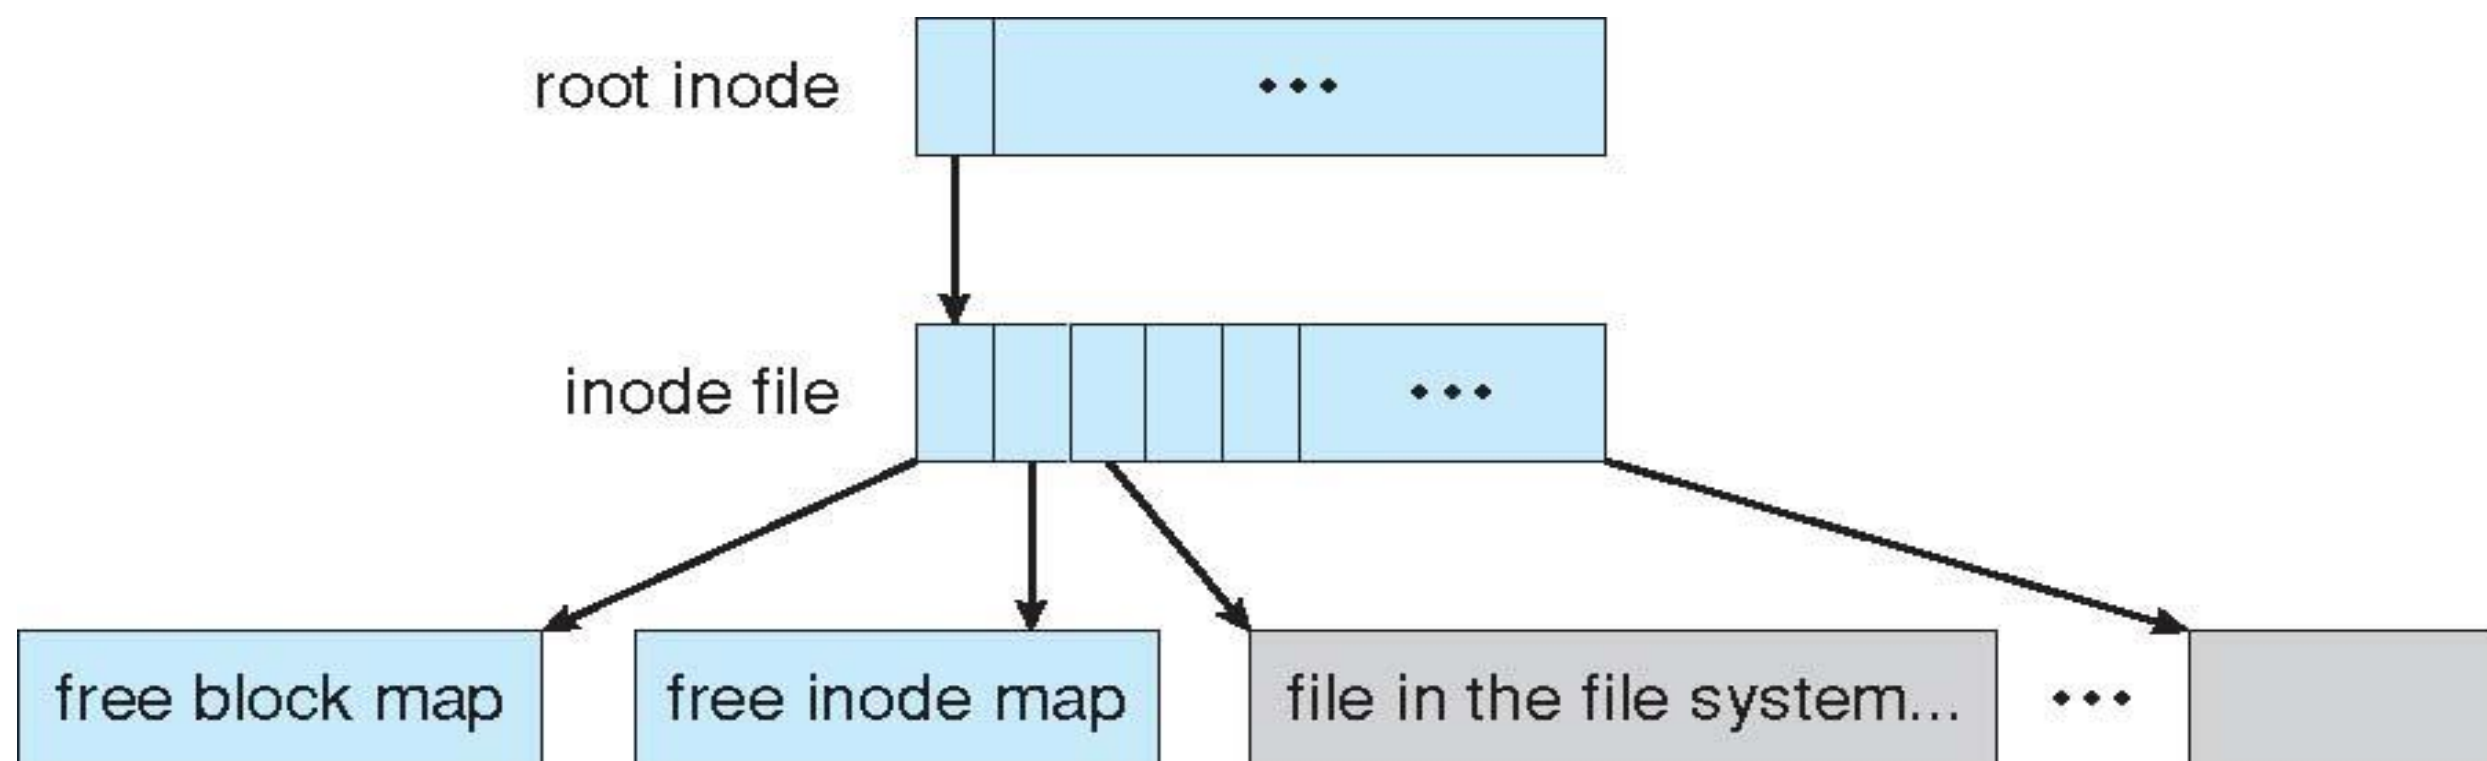 root inode
...
inode file
...
free block map
free inode map
file in the file system...
...